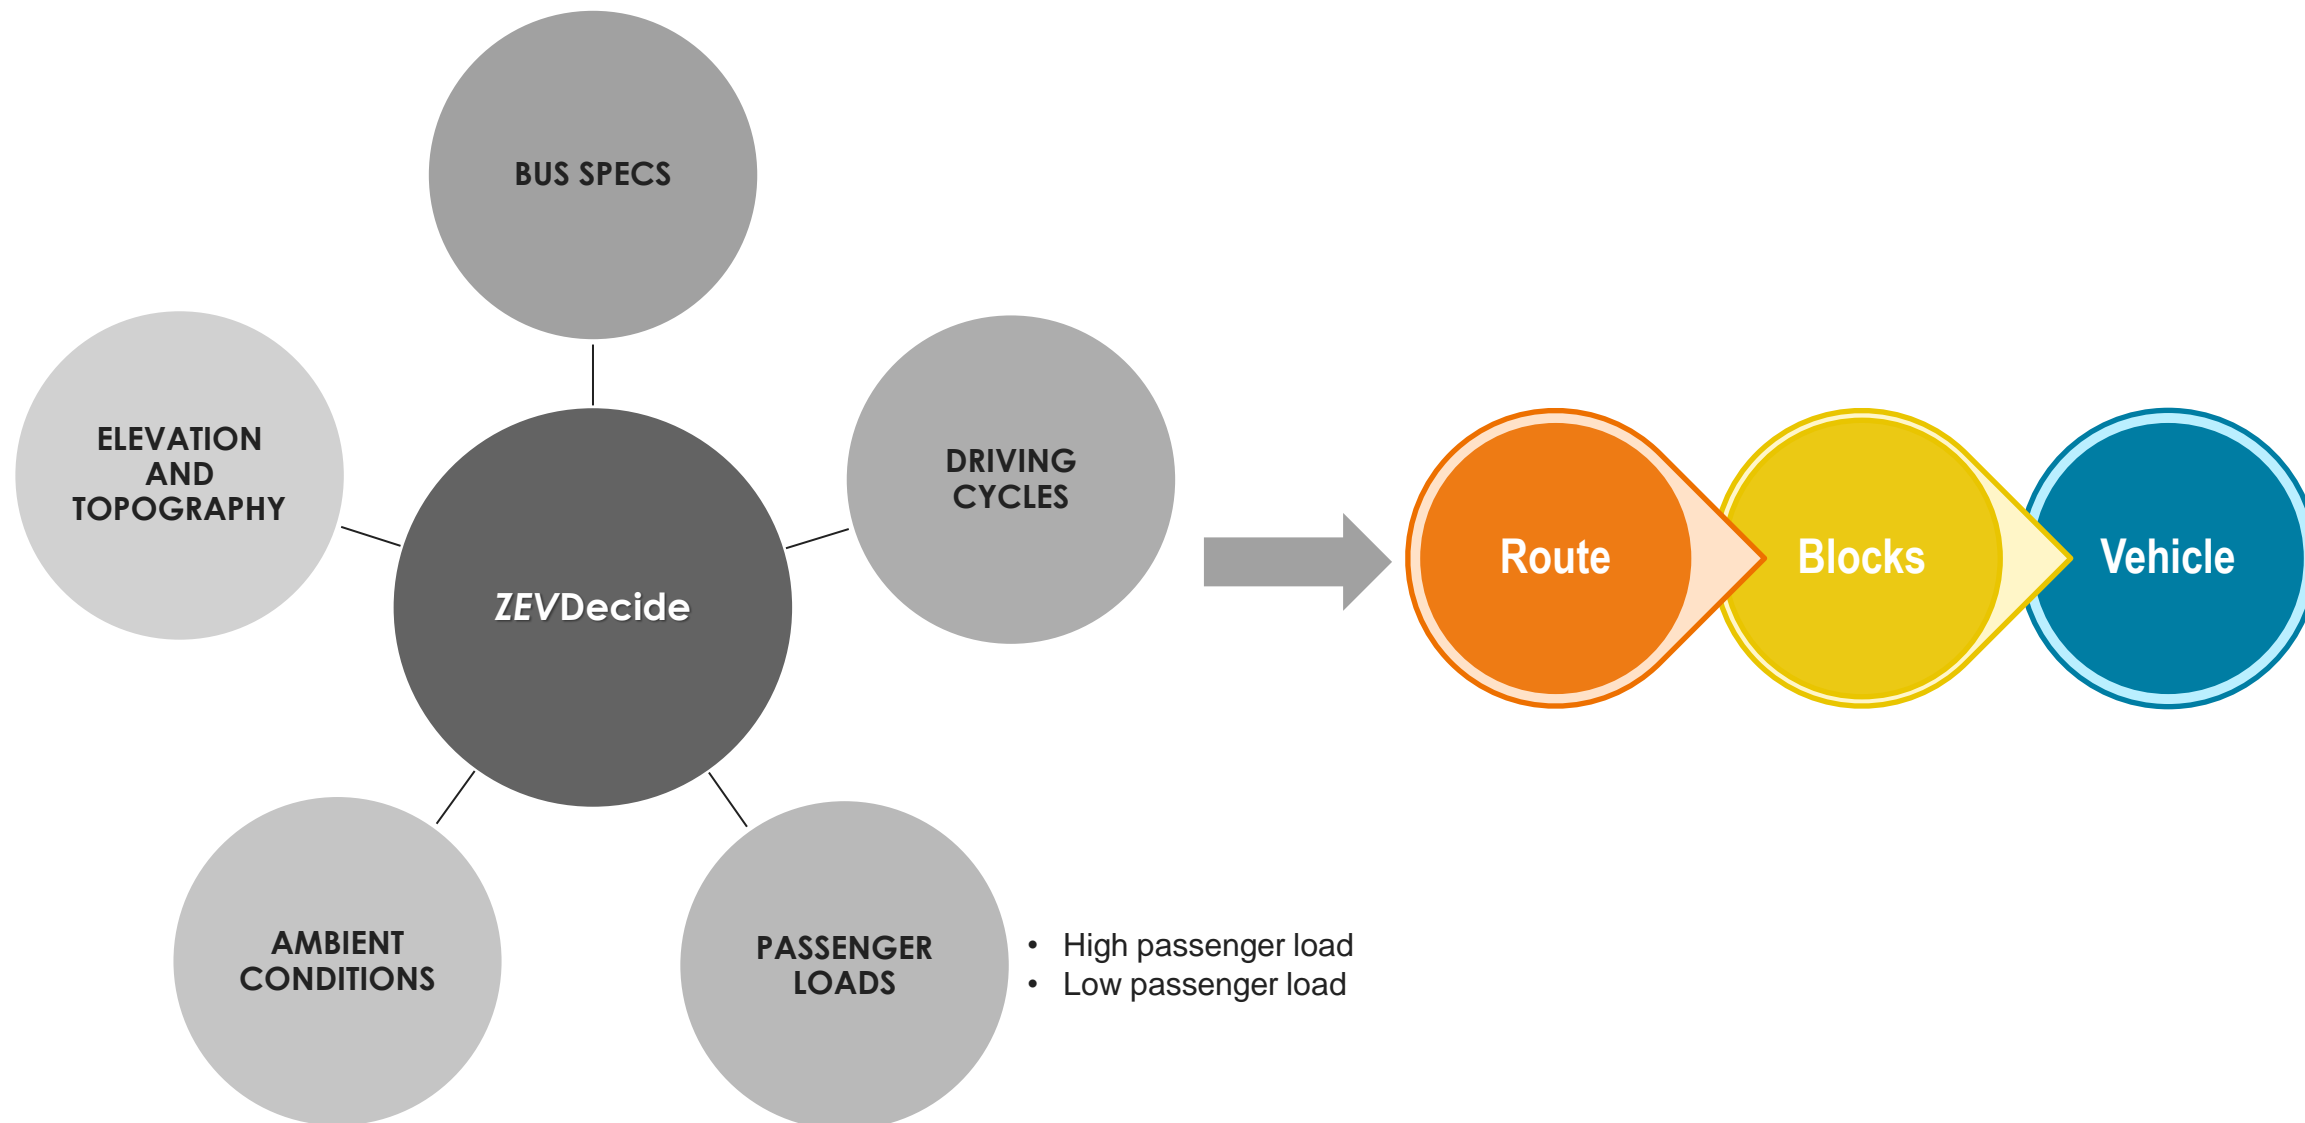 BUS SPECS
ELEVATION
AND
TOPOGRAPHY
DRIVING
CYCLES
ZEVDecide
Route
Blocks
Vehicle
AMBIENT
CONDITIONS
PASSENGER
LOADS
• High passenger load
• Low passenger load